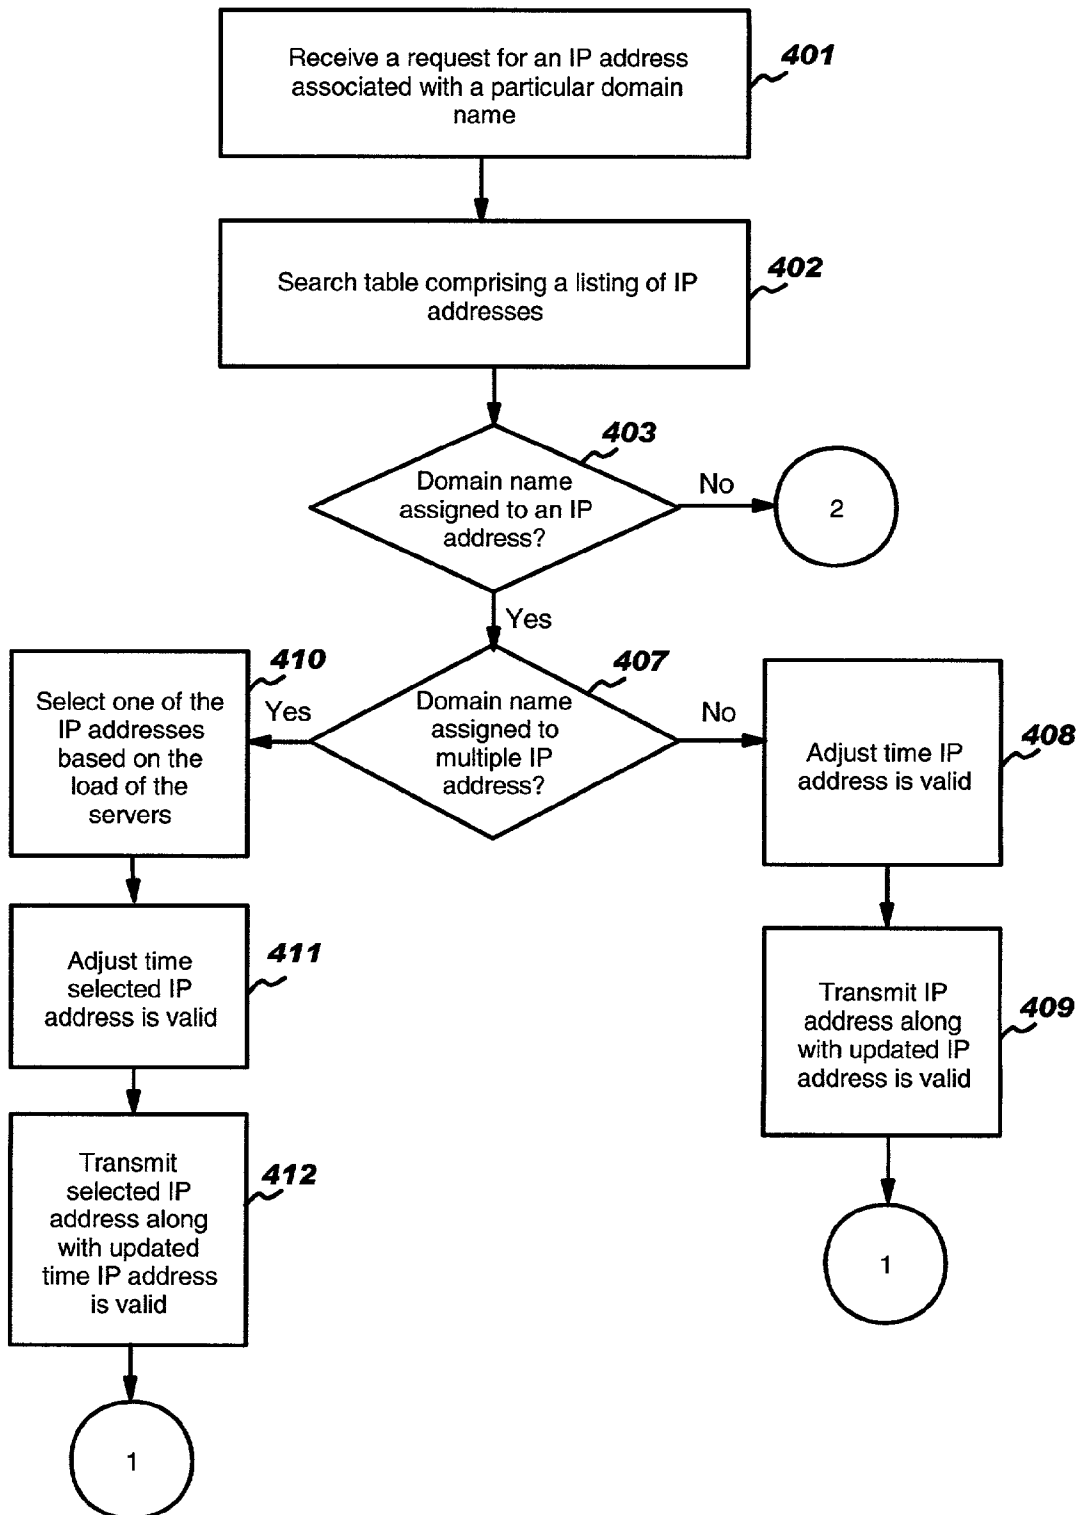 Receive a request for an IP address
associated with a particular domain
name
401
Search table comprising a listing of IP
addresses
402
403
Domain name
assigned to an IP
address?
No
2
Yes
407
Domain name
assigned to
multiple IP
address?
Yes
No
410
Select one of the
IP addresses
based on the
load of the
servers
408
Adjust time IP
address is valid
411
Adjust time
selected IP
address is valid
409
Transmit IP
address along
with updated IP
address is valid
412
Transmit
selected IP
address along
with updated
time IP address
is valid
1
1